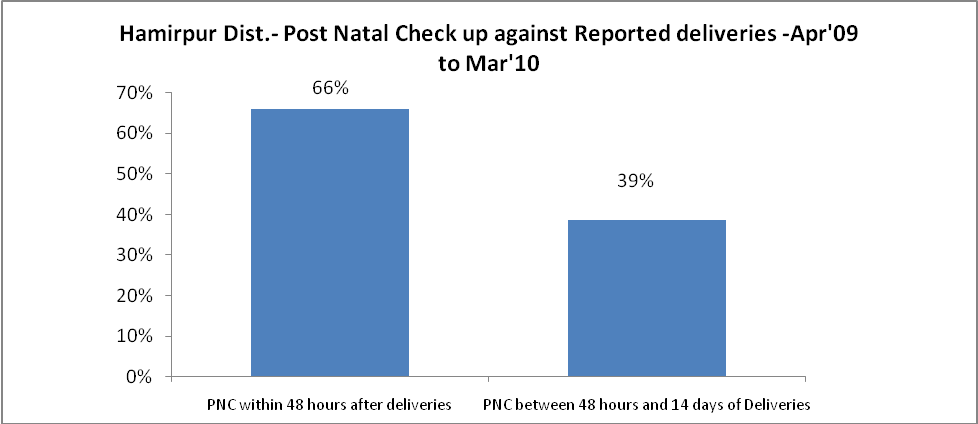 Hamirpur Dist.- Post Natal Check up against Reported deliveries -Apr'09
to Mar'10
70%
60%
50%
40%
30%
20%
10%
0%
66%
39%
PNC within 48 hours after deliveries
PNC between 48 hours and 14 days of Deliveries